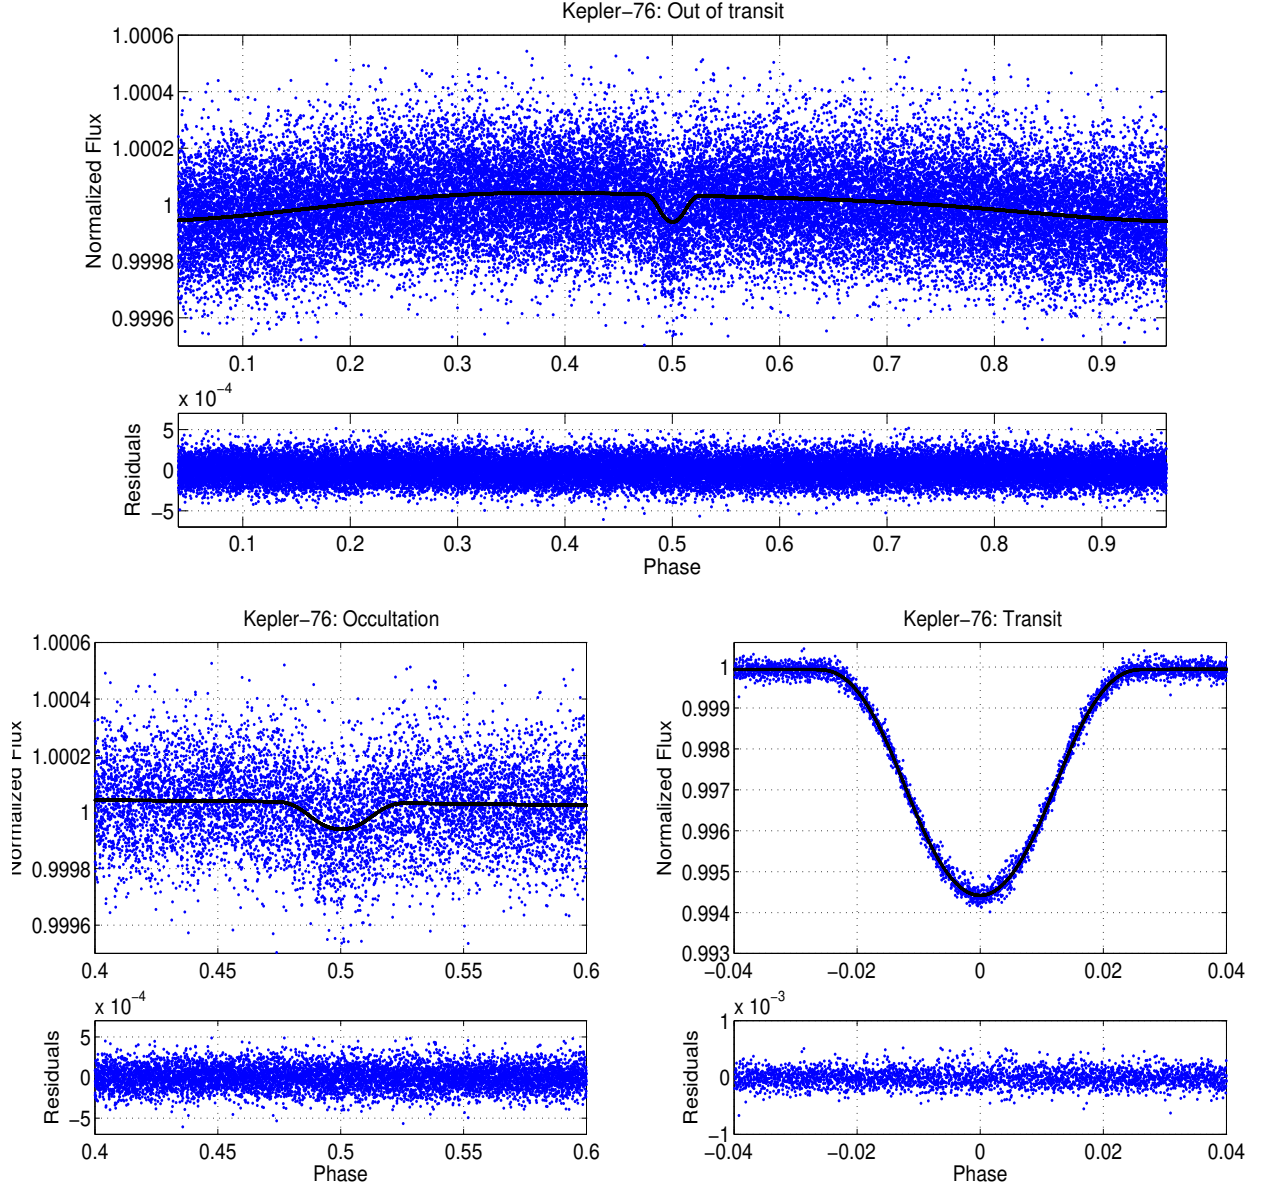 Kepler−76: Out of transit
1.0006
1.0004
1.0002
1
0.9998
0.9996
Normalized Flux
0.1 0.2 0.3 0.4 0.5 0.6 0.7 0.8 0.9
x 10−4
5
0
−5
Residuals
0.1 0.2 0.3 0.4 0.5 0.6 0.7 0.8 0.9
Phase
Kepler−76: Occultation
1.0006
1.0004
1.0002
1
0.9998
0.9996
Normalized Flux
0.4 0.45 0.5 0.55 0.6
x 10−4
5
0
−5
Residuals
0.4 0.45 0.5 0.55 0.6
Phase
Kepler−76: Transit
1
0.999
0.998
0.997
0.996
0.995
0.994
0.993
Normalized Flux
−0.04 −0.02 0 0.02 0.04
x 10−3
1
0
−1
Residuals
−0.04 −0.02 0 0.02 0.04
Phase